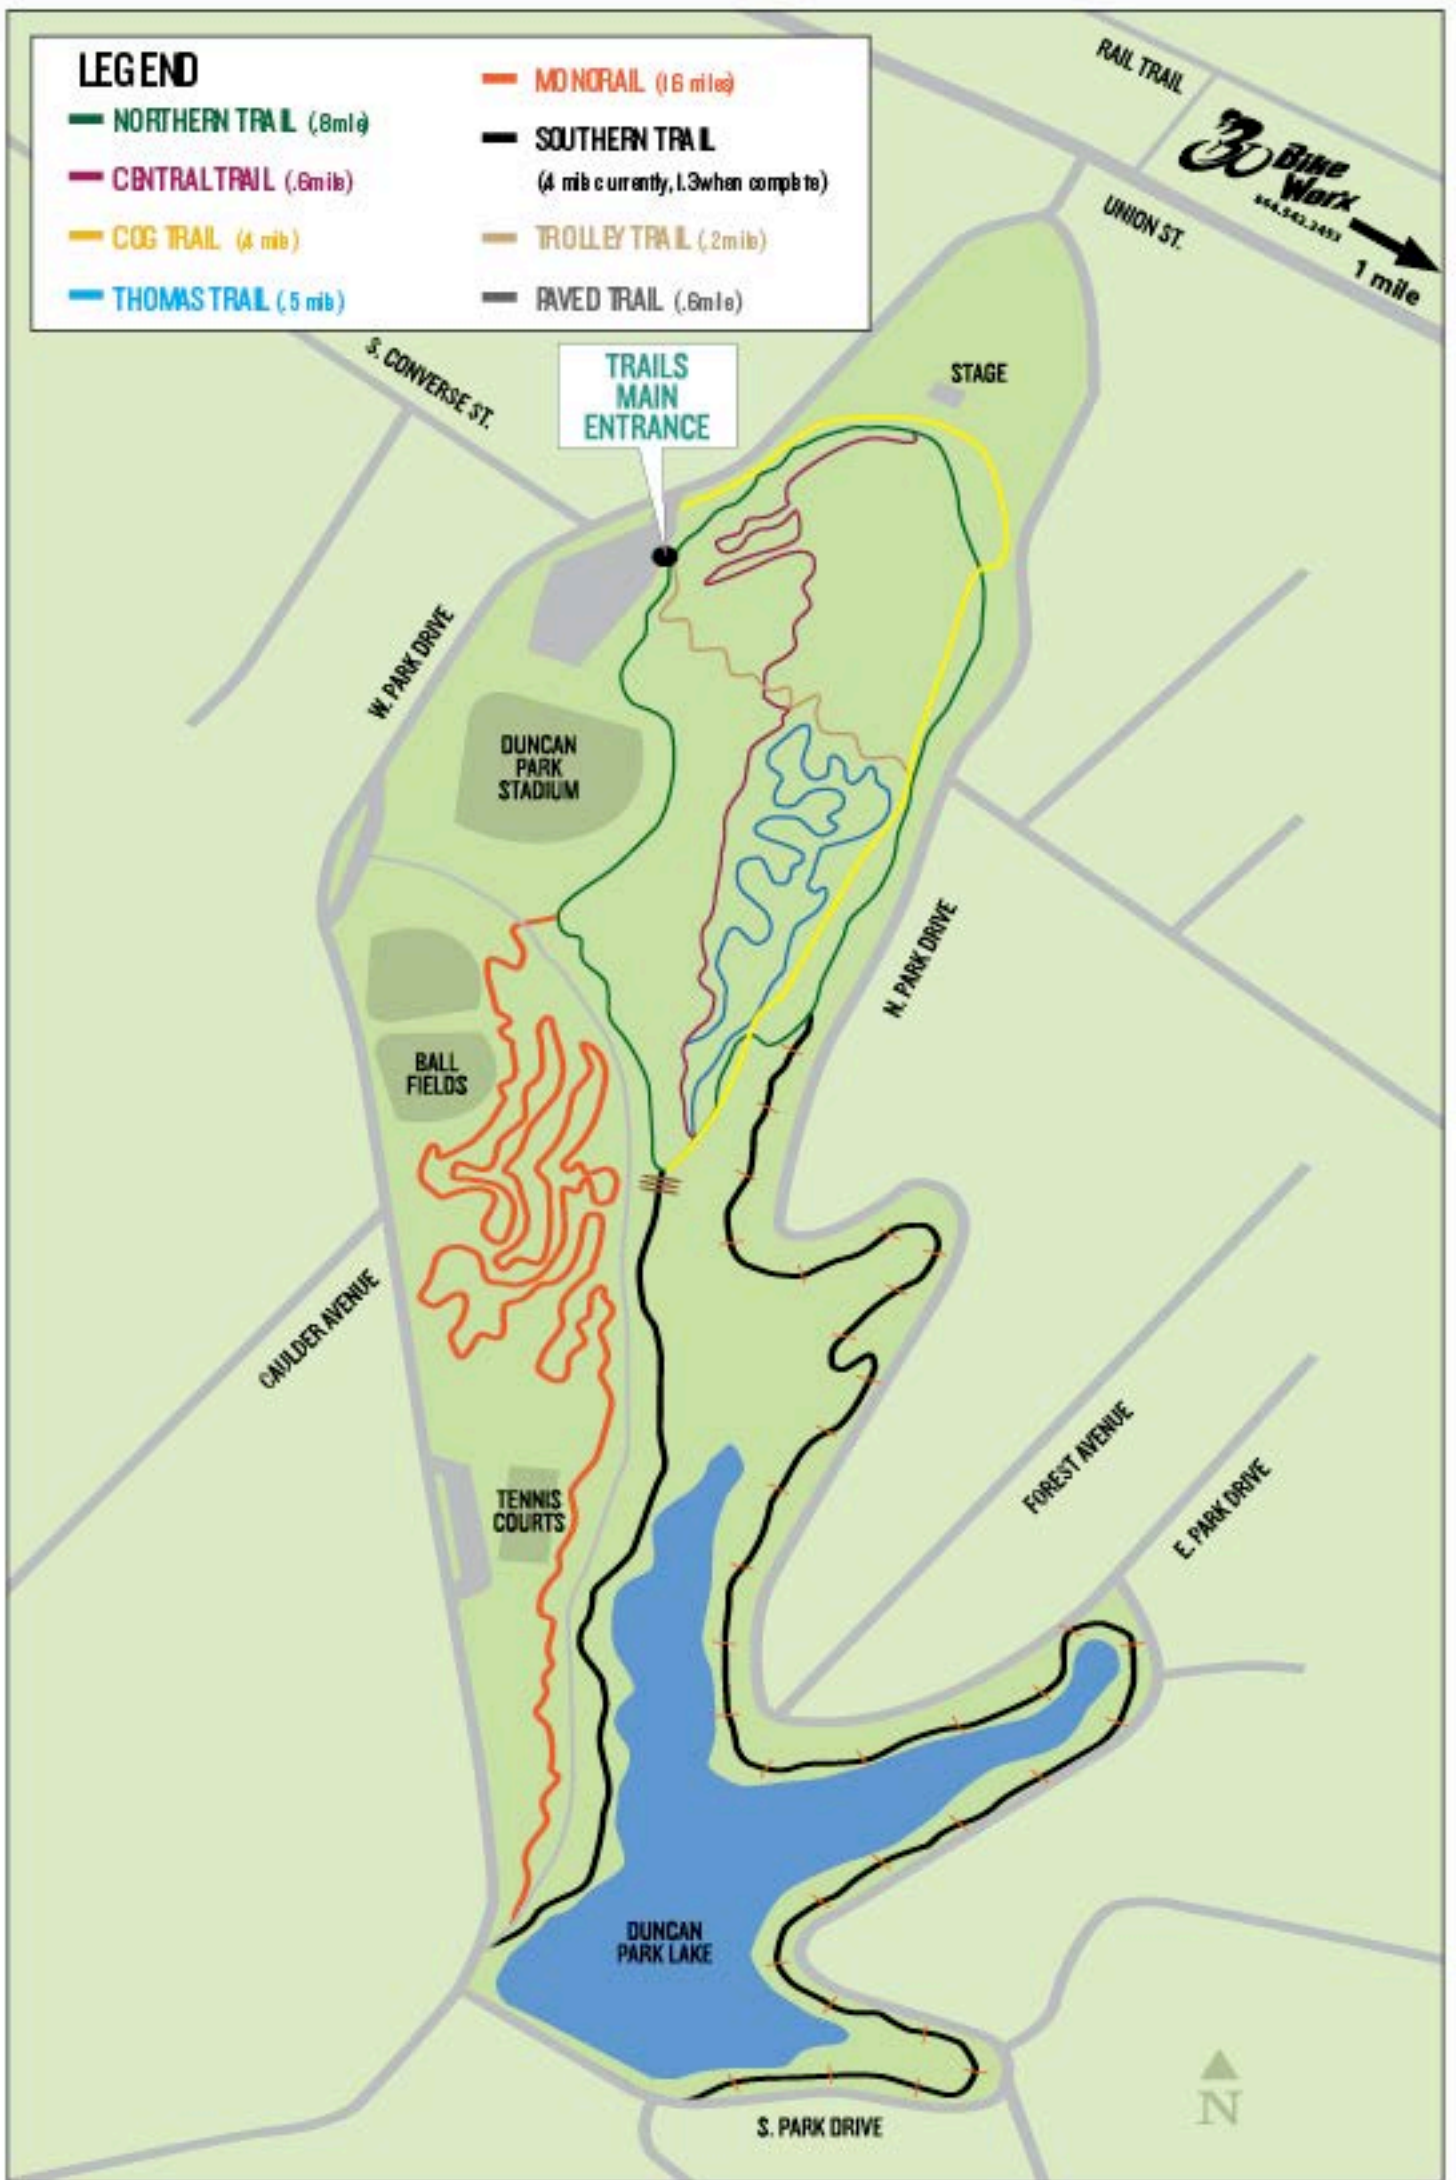 LEGEND
NORTHERN TRAIL (.8mile)
CENTRAL TRAIL (.6mile)
COG TRAIL (.4 mile)
THOMAS TRAIL (.5 mile)
MONORAIL (1.6 miles)
SOUTHERN TRAIL
(.4 mile currently, 1.3 when complete)
TROLLEY TRAIL (.2mile)
PAVED TRAIL (.6mile)
RAIL TRAIL
Bike
Worx
1 mile
UNION ST.
S. CONVERSE ST.
TRAILS
MAIN
ENTRANCE
STAGE
W. PARK DRIVE
DUNCAN
PARK
STADIUM
N. PARK DRIVE
BALL
FIELDS
CAULDER AVENUE
FOREST AVENUE
E. PARK DRIVE
TENNIS
COURTS
DUNCAN
PARK LAKE
S. PARK DRIVE
N